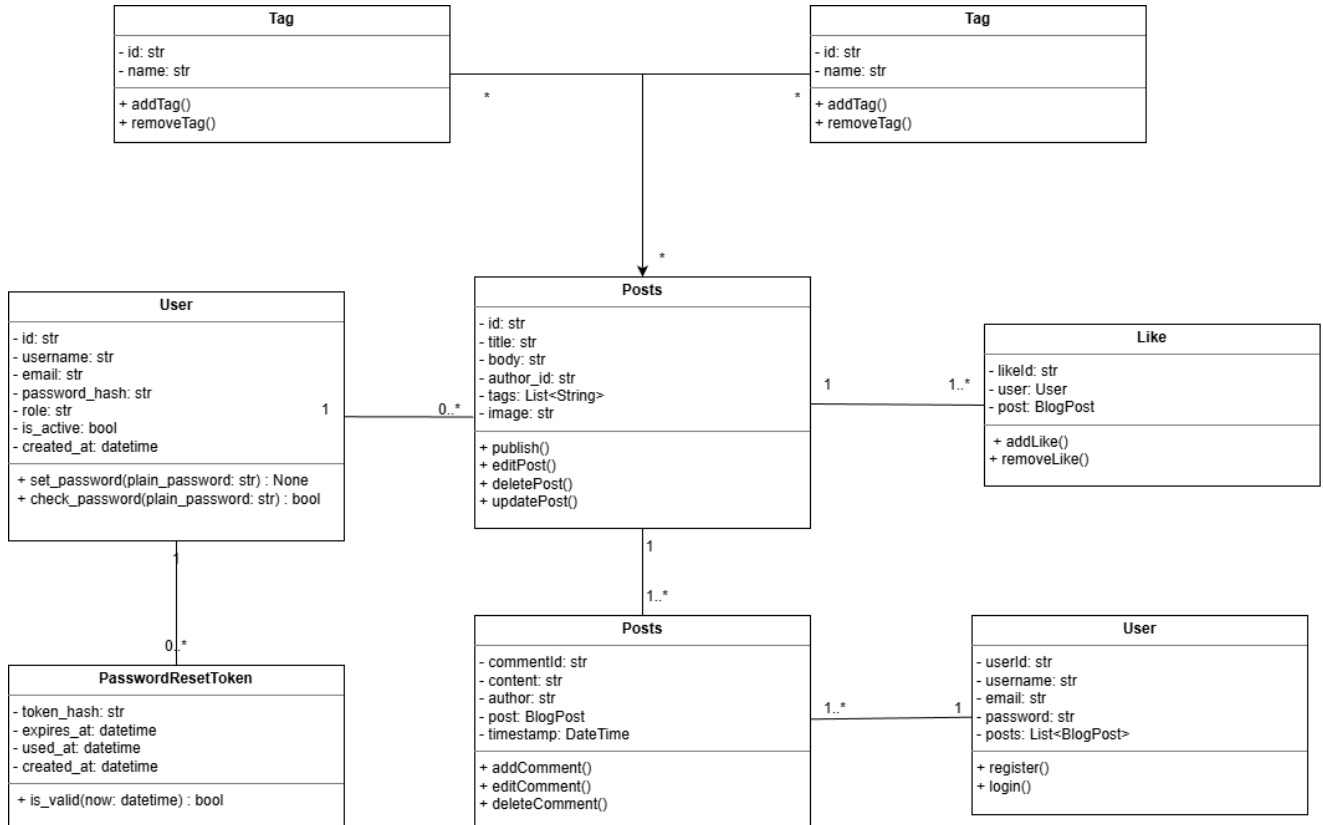 Tag
- id: str
- name: str
+ addTag()
+ removeTag()
*
Tag
- id: str
- name: str
+ addTag()
+ removeTag()
*
*
User
- id: str
- username: str
- email: str
- password_hash: str
- role: str
- is_active: bool
- created_at: datetime
+ set_password(plain_password: str) : None
+ check_password(plain_password: str) : bool
1
0..*
Posts
- id: str
- title: str
- body: str
- author_id: str
- tags: List<String>
- image: str
+ publish()
+ editPost()
+ deletePost()
+ updatePost()
1
1..*
Like
- likeId: str
- user: User
- post: BlogPost
+ addLike()
+ removeLike()
1
0..*
1
1..*
PasswordResetToken
- token_hash: str
- expires_at: datetime
- used_at: datetime
- created_at: datetime
+ is_valid(now: datetime) : bool
Posts
- commentId: str
- content: str
- author: str
- post: BlogPost
- timestamp: DateTime
+ addComment()
+ editComment()
+ deleteComment()
1..*
1
User
- userId: str
- username: str
- email: str
- password: str
- posts: List<BlogPost>
+ register()
+ login()